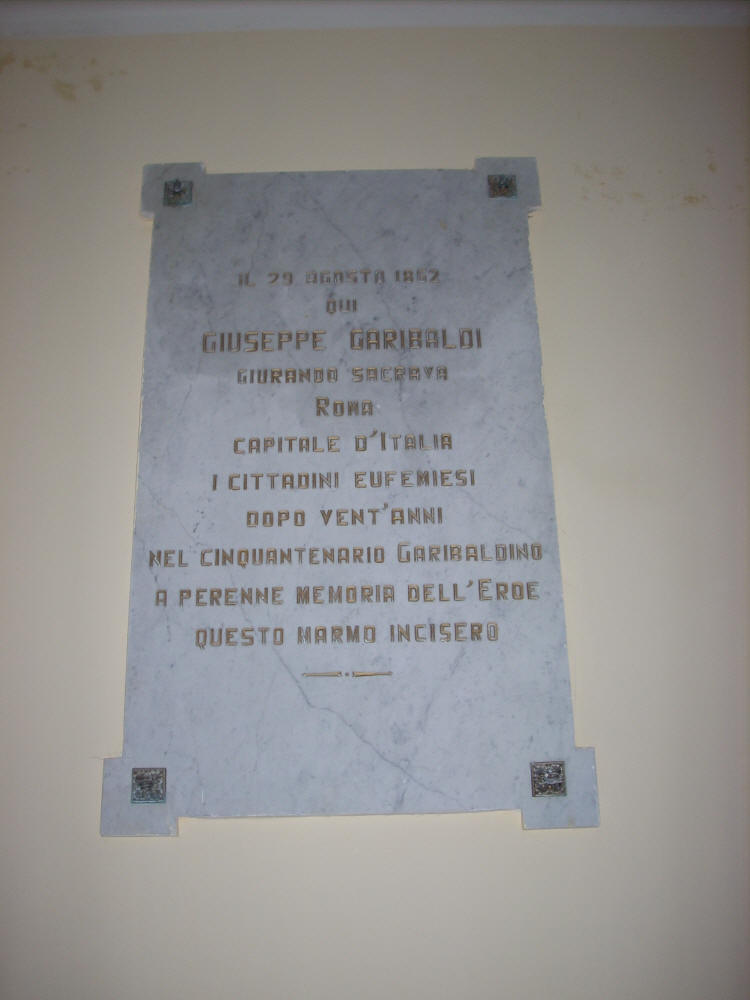 IL 29 AGOSTA 1862
QUI
GIUSEPPE GARIBALDI
GIURANDO SACRAVA
ROMA
CAPITALE D'ITALIA
I CITTADINI EUFEMIESI
DOPO VENT'ANNI
NEL CINQUANTENARIO GARIBALDINO
A PERENNE MEMORIA DELL'EROE
QUESTO MARMO INCISERO